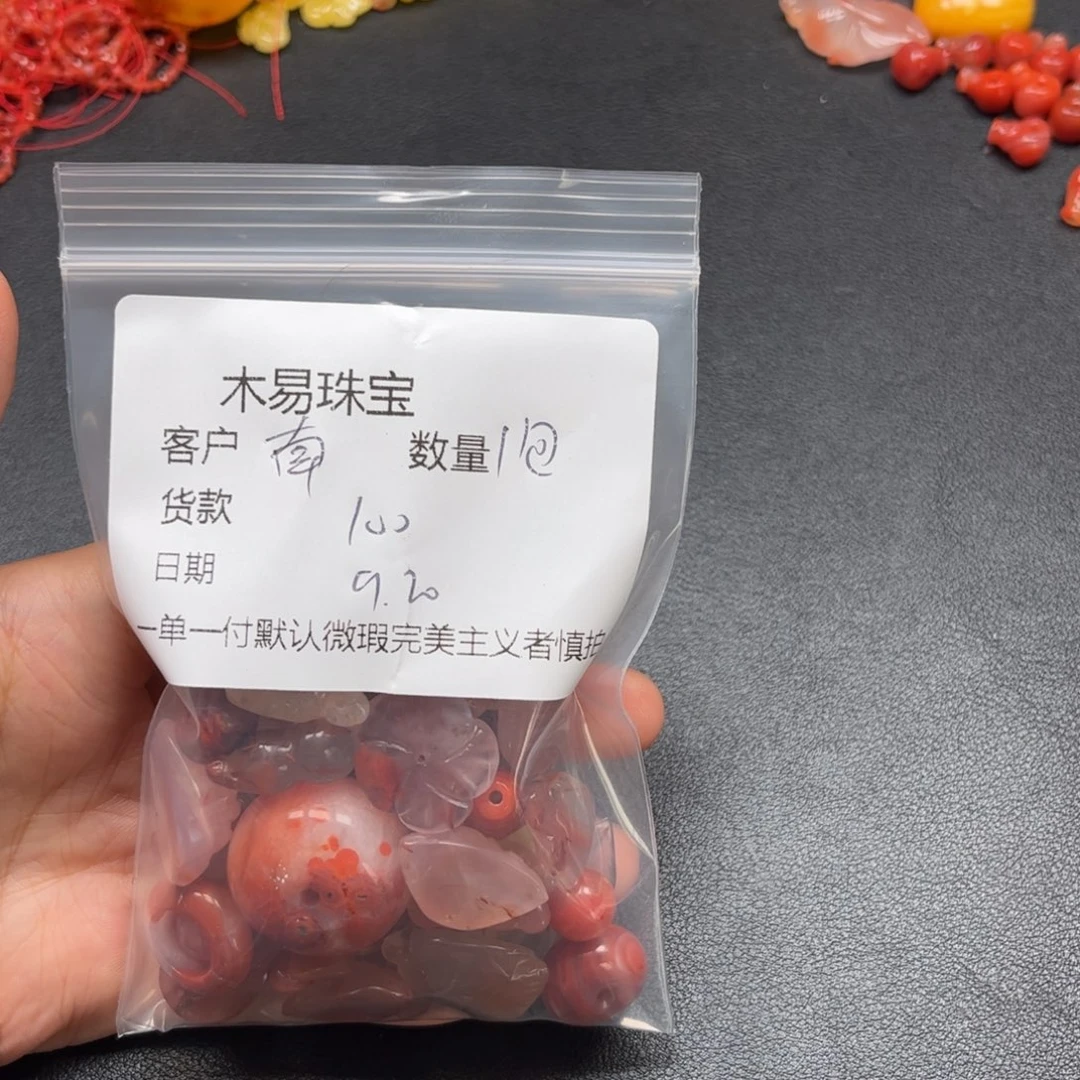 木易珠宝
客户 南 数量 1包
货款 100
日期 9.20
一单一付默认微瑕完美主义者慎拍